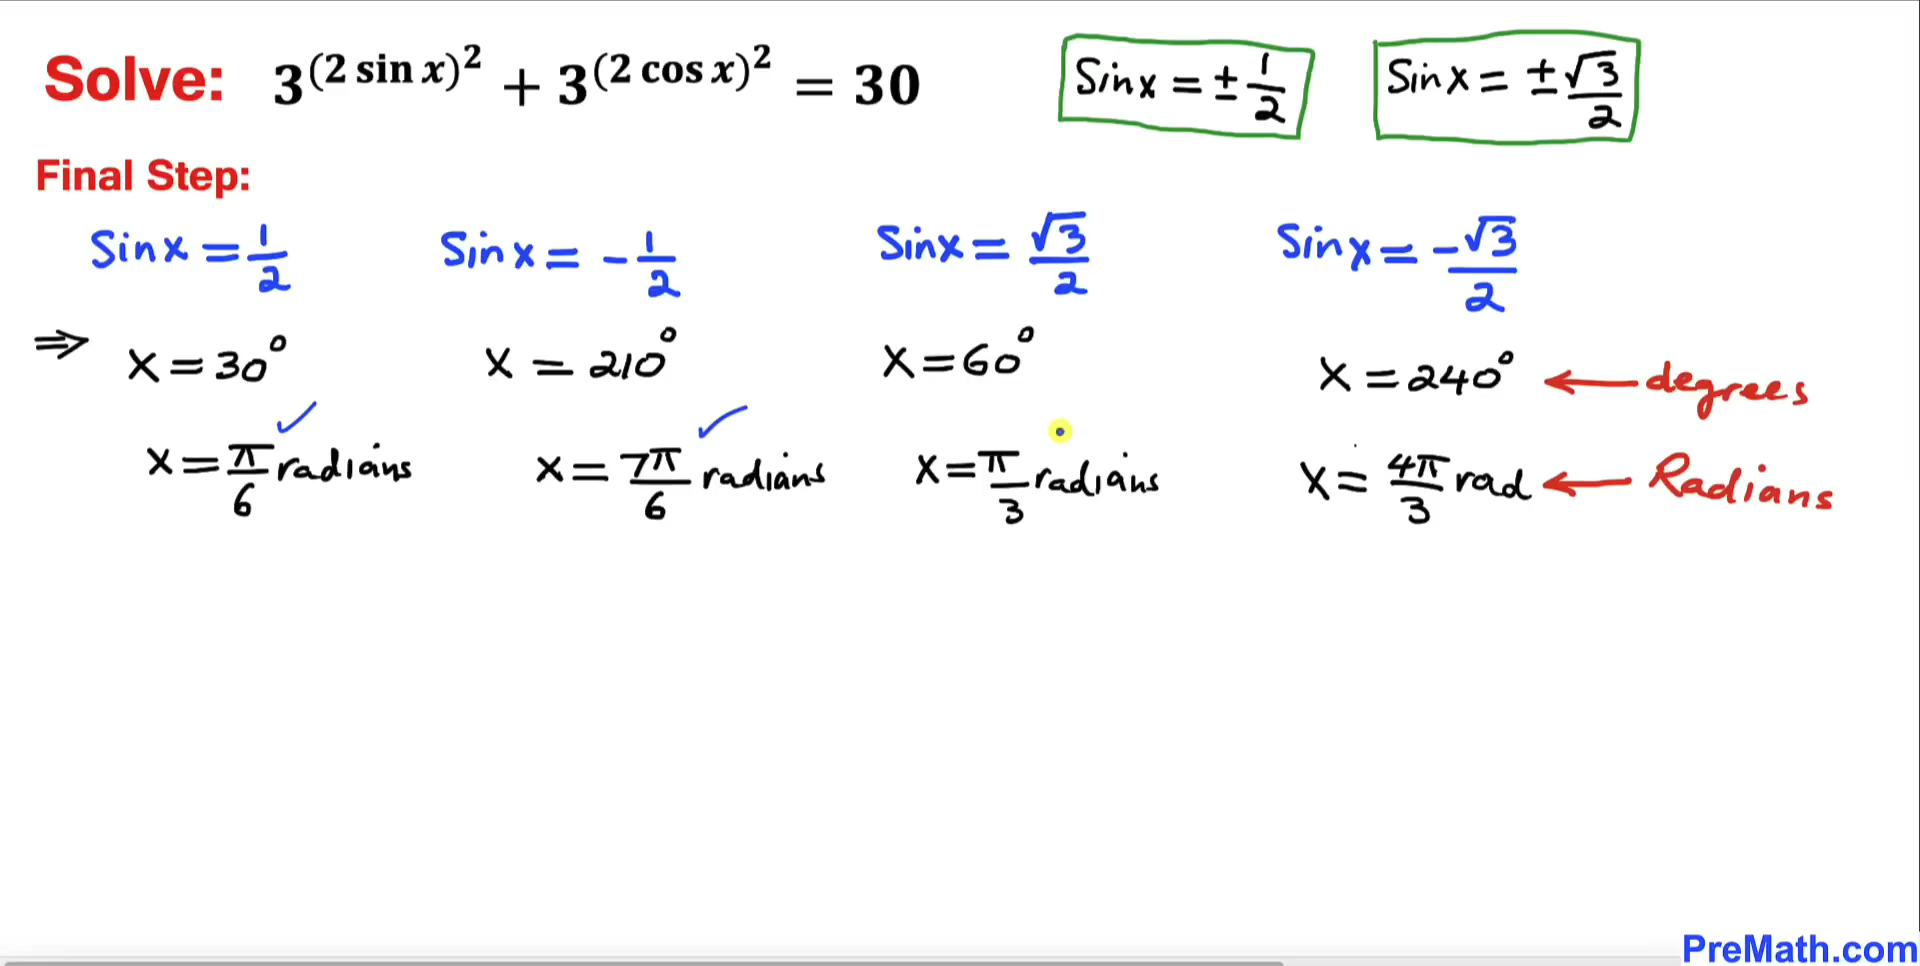 Solve: 3^(2 sin x)² + 3^(2 cos x)² = 30
Sinx = ± 1/2
Sinx = ± √3/2
Final Step:
Sinx = 1/2
Sinx = - 1/2
Sinx = √3/2
Sinx = - √3/2
⇒ x = 30°
x = 210°
x = 60°
x = 240° ← degrees
x = π/6 radians
x = 7π/6 radians
x = π/3 radians
x = 4π/3 rad ← Radians
PreMath.com